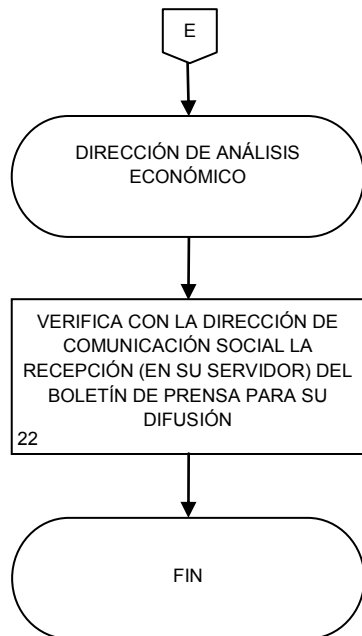 E
DIRECCIÓN DE ANÁLISIS
ECONÓMICO
VERIFICA CON LA DIRECCIÓN DE
COMUNICACIÓN SOCIAL LA
RECEPCIÓN (EN SU SERVIDOR) DEL
BOLETÍN DE PRENSA PARA SU
DIFUSIÓN
22
FIN